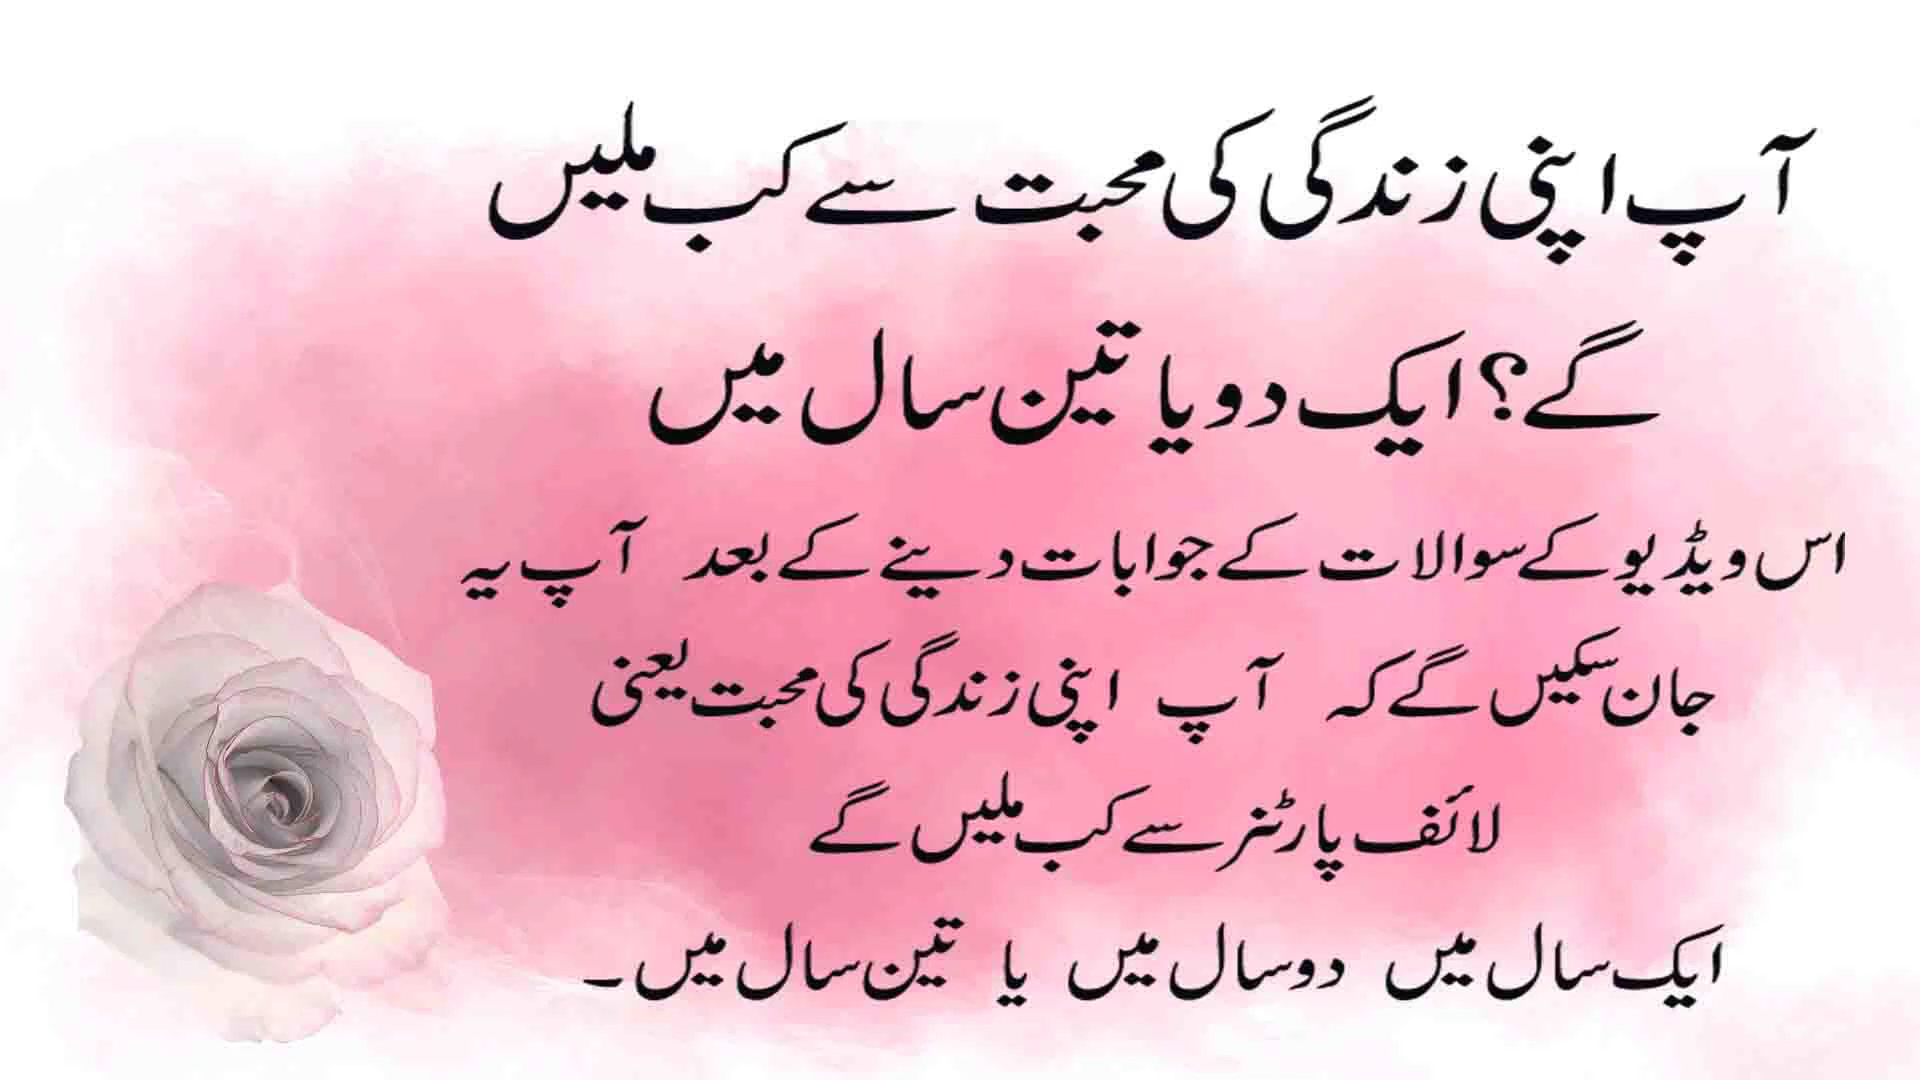 آپ اپنی زندگی کی محبت سے کب ملیں
گے؟ ایک دو یا تین سال میں
اس ویڈیو کے سوالات کے جوابات دینے کے بعد آپ یہ
جان سکیں گے کہ آپ اپنی زندگی کی محبت یعنی
لائف پارٹنر سے کب ملیں گے
ایک سال میں دو سال میں یا تین سال میں۔